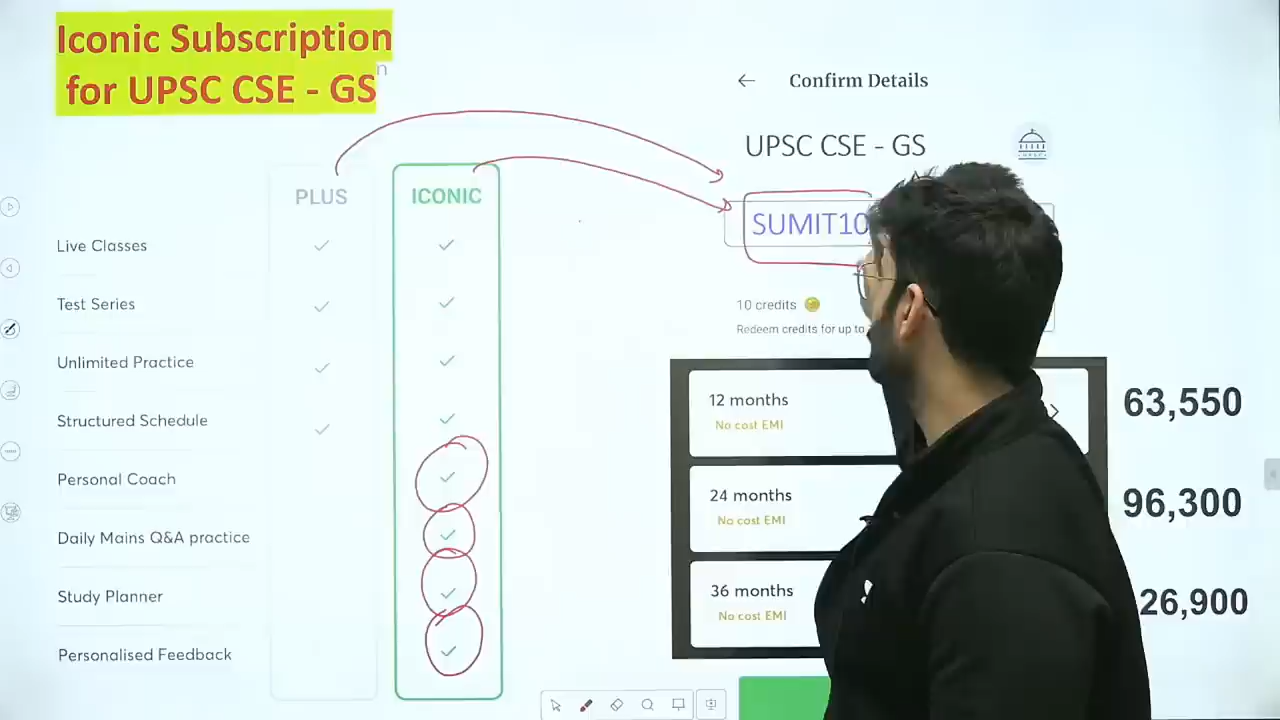 Iconic Subscription
for UPSC CSE - GS
n
PLUS
ICONIC
Live Classes
Test Series
Unlimited Practice
Structured Schedule
Personal Coach
Daily Mains Q&A practice
Study Planner
Personalised Feedback
Confirm Details
UPSC CSE - GS
SUMIT10
10 credits
Redeem credits for up to
12 months
No cost EMI
63,550
24 months
No cost EMI
96,300
36 months
No cost EMI
26,900